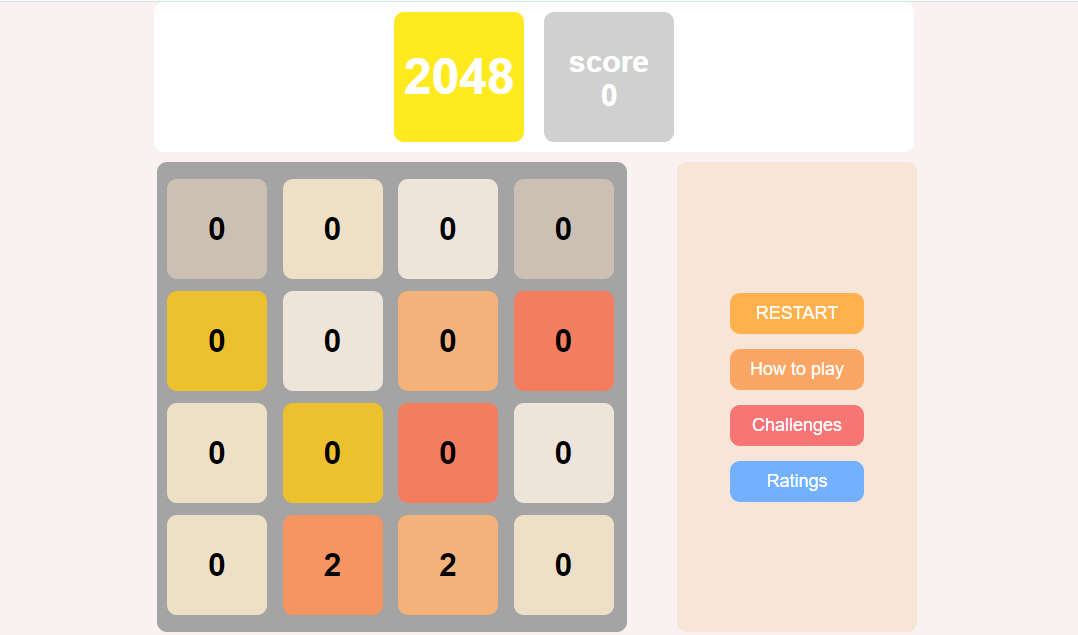 2048
score
0
0 0 0 0
0 0 0 0
0 0 0 0
0 2 2 0
RESTART
How to play
Challenges
Ratings